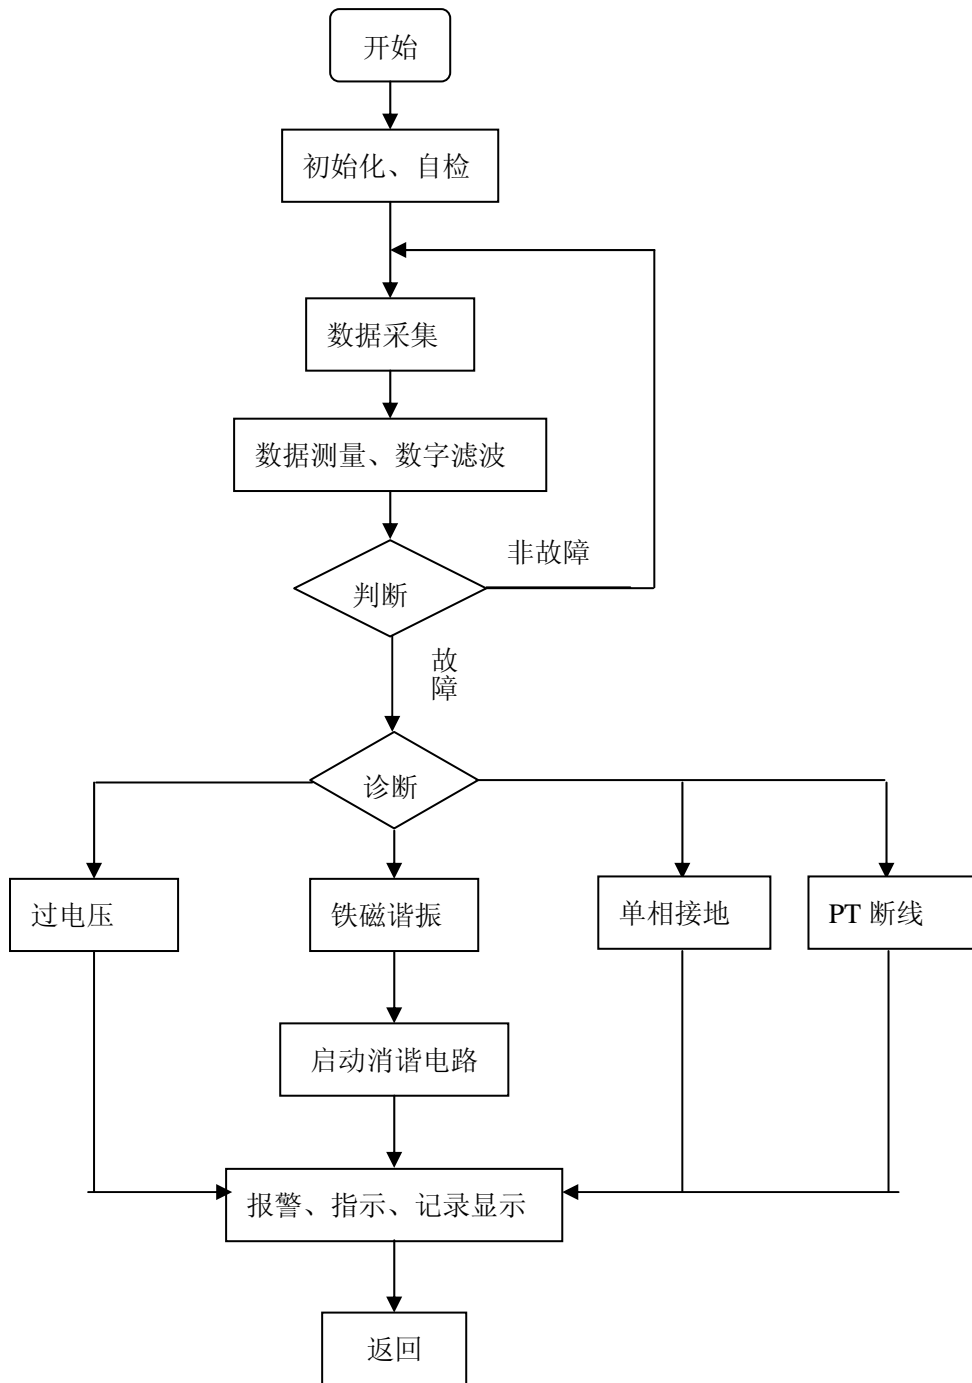 开始
初始化、自检
数据采集
数据测量、数字滤波
非故障
判断
故
障
诊断
过电压
铁磁谐振
单相接地
PT 断线
启动消谐电路
报警、指示、记录显示
返回